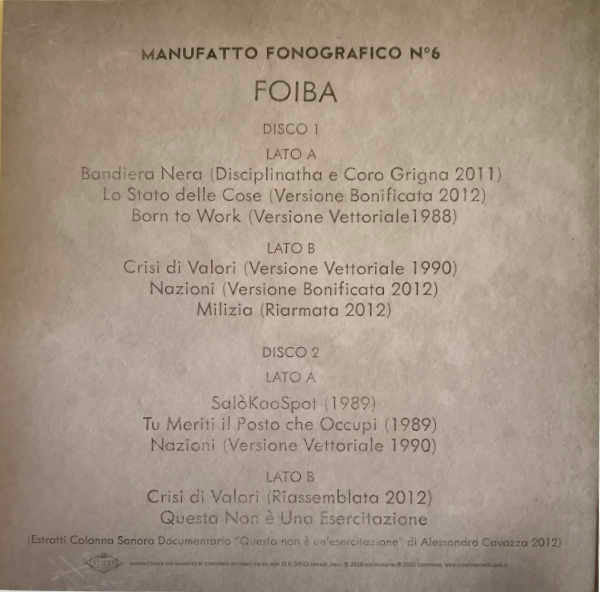 MANUFATTO FONOGRAFICO N°6
FOIBA
DISCO 1
LATO A
Bandiera Nera (Disciplinatha e Coro Grigna 2011)
Lo Stato delle Cose (Versione Bonificata 2012)
Born to Work (Versione Vettoriale1988)
LATO B
Crisi di Valori (Versione Vettoriale 1990)
Nazioni (Versione Bonificata 2012)
Milizia (Riarmata 2012)
DISCO 2
LATO A
SalòKaoSpot (1989)
Tu Meriti il Posto che Occupi (1989)
Nazioni (Versione Vettoriale 1990)
LATO B
Crisi di Valori (Riassemblata 2012)
Questa Non è Una Esercitazione
(Estratti Colonna Sonora Documentario "Questa non è un'esercitazione" di Alessandro Cavazza 2012)